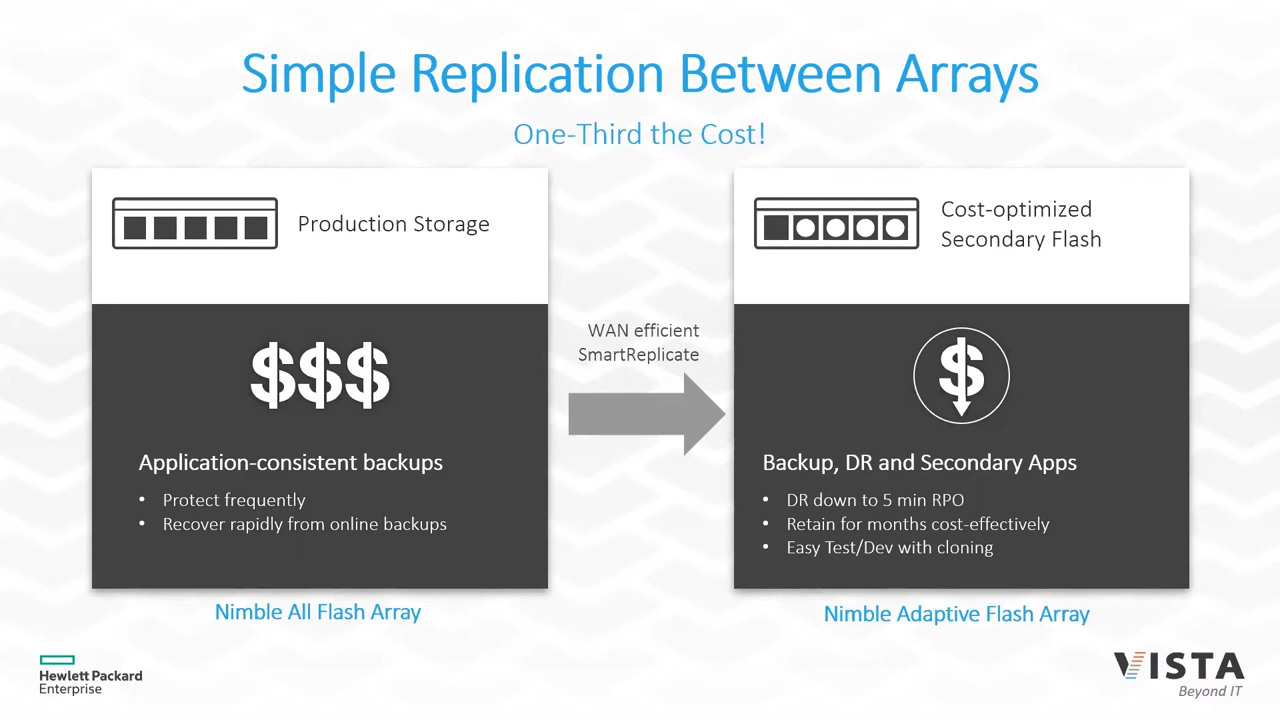 Simple Replication Between Arrays
One-Third the Cost!
Production Storage
$$$
Application-consistent backups
• Protect frequently
• Recover rapidly from online backups
Nimble All Flash Array
WAN efficient
SmartReplicate
Cost-optimized
Secondary Flash
$
Backup, DR and Secondary Apps
• DR down to 5 min RPO
• Retain for months cost-effectively
• Easy Test/Dev with cloning
Nimble Adaptive Flash Array
Hewlett Packard
Enterprise
VISTA
Beyond IT